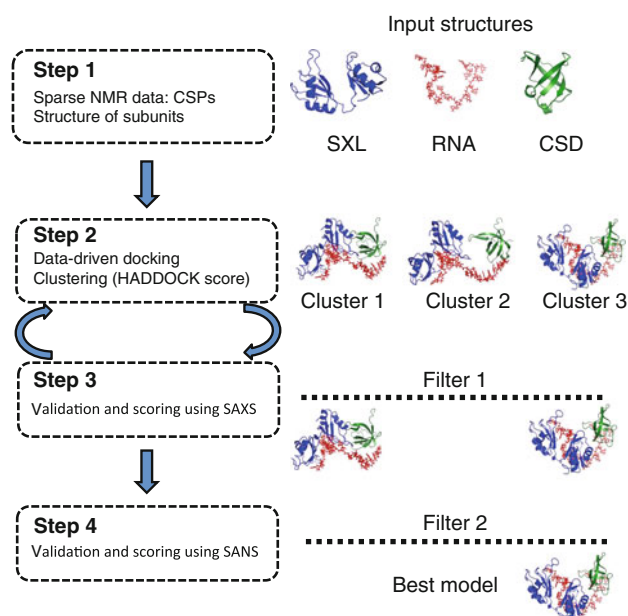 Input structures
Step 1
Sparse NMR data: CSPs
Structure of subunits
SXL RNA CSD
Step 2
Data-driven docking
Clustering (HADDOCK score)
Cluster 1 Cluster 2 Cluster 3
Step 3
Validation and scoring using SAXS
Filter 1
Step 4
Validation and scoring using SANS
Filter 2
Best model